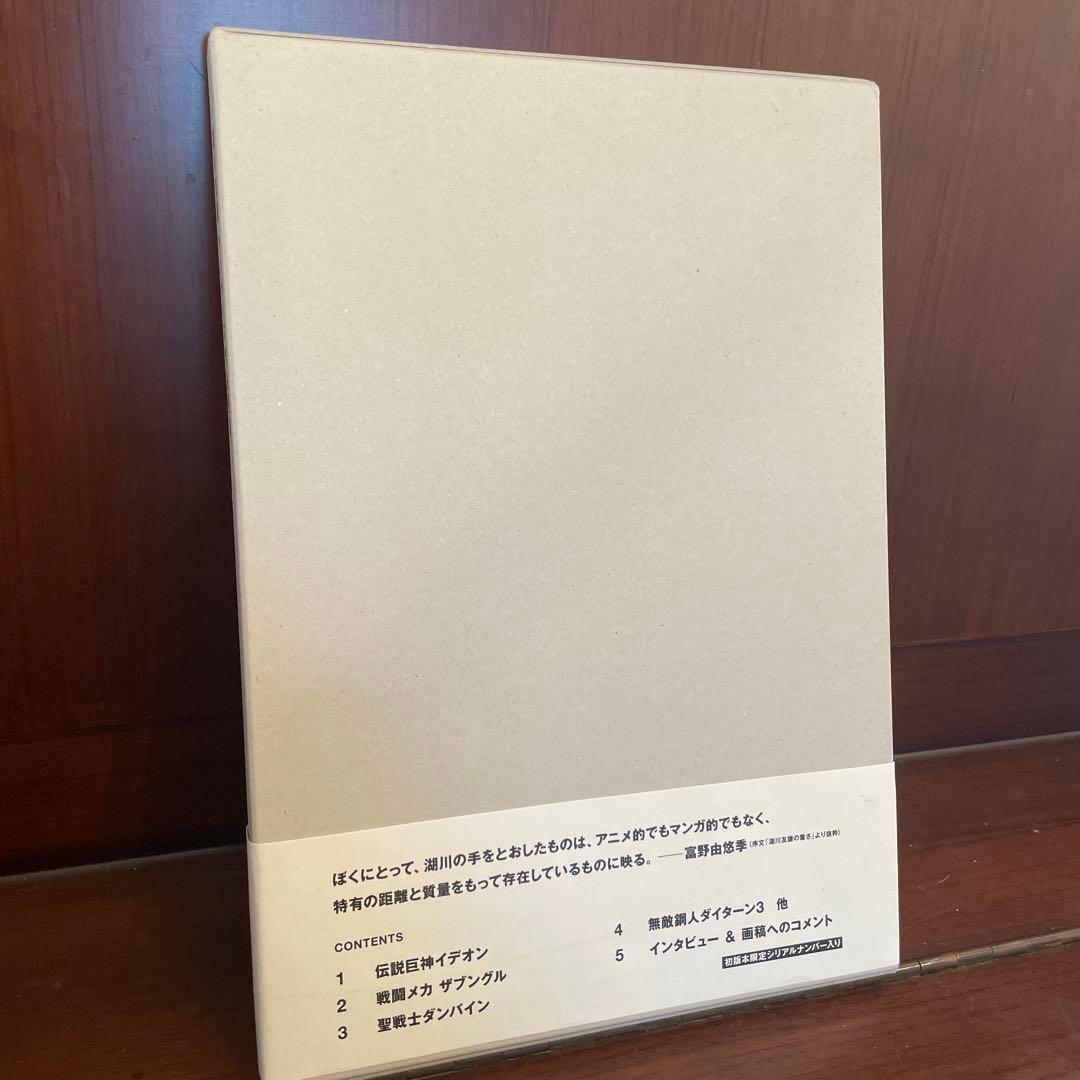 ぼくにとって、湖川の手をとおしたものは、アニメ的でもマンガ的でもなく、
特有の距離と質量をもって存在しているものに映る。——富野由悠季(序文「湖川友謙の重さ」より抜粋)
CONTENTS
1 伝説巨神イデオン
2 戦闘メカ ザブングル
3 聖戦士ダンバイン
4 無敵鋼人ダイターン3 他
5 インタビュー & 画稿へのコメント
初版本限定シリアルナンバー入り